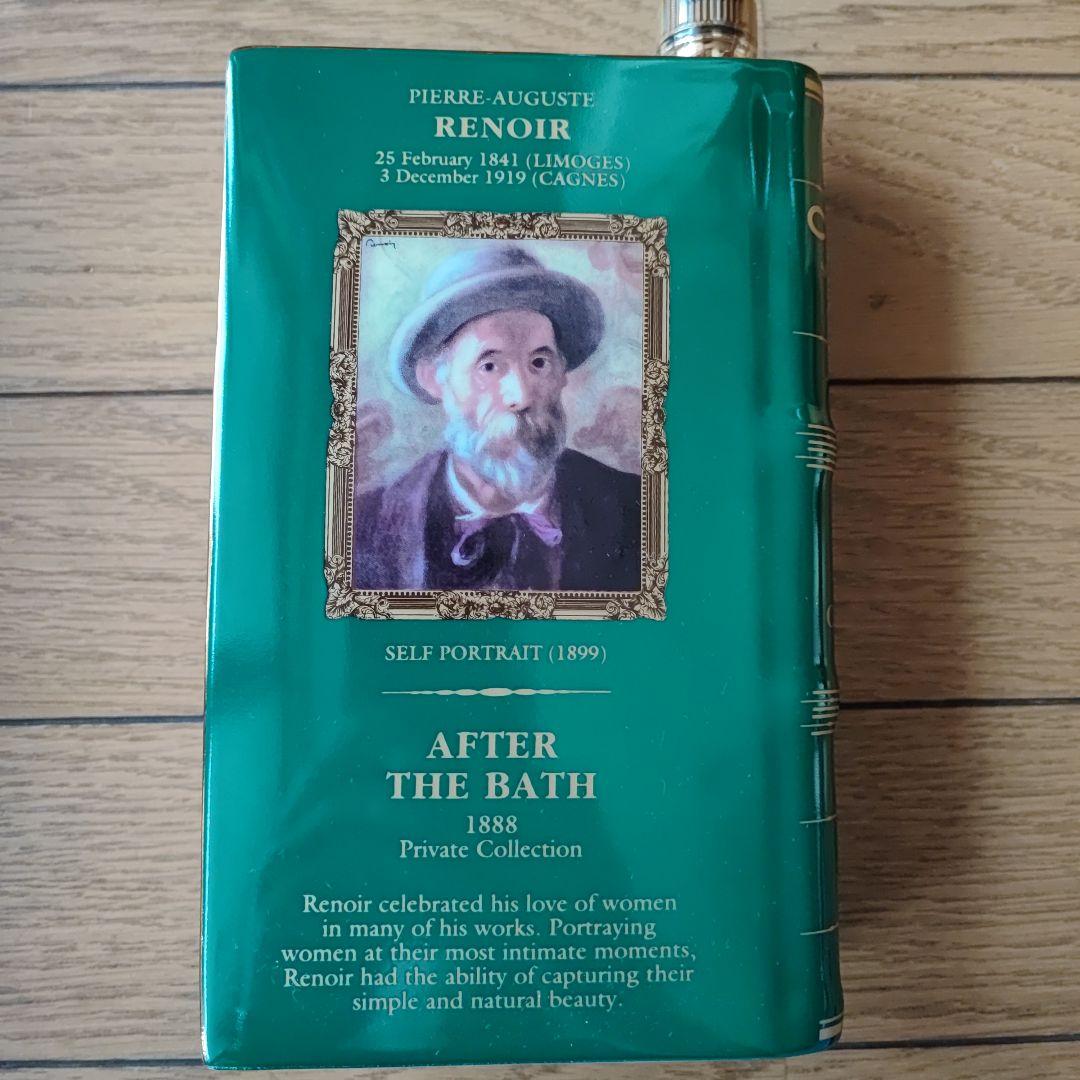 PIERRE-AUGUSTE
RENOIR
25 February 1841 (LIMOGES)
3 December 1919 (CAGNES)
Renoir
SELF PORTRAIT (1899)
AFTER
THE BATH
1888
Private Collection
Renoir celebrated his love of women
in many of his works. Portraying
women at their most intimate moments,
Renoir had the ability of capturing their
simple and natural beauty.